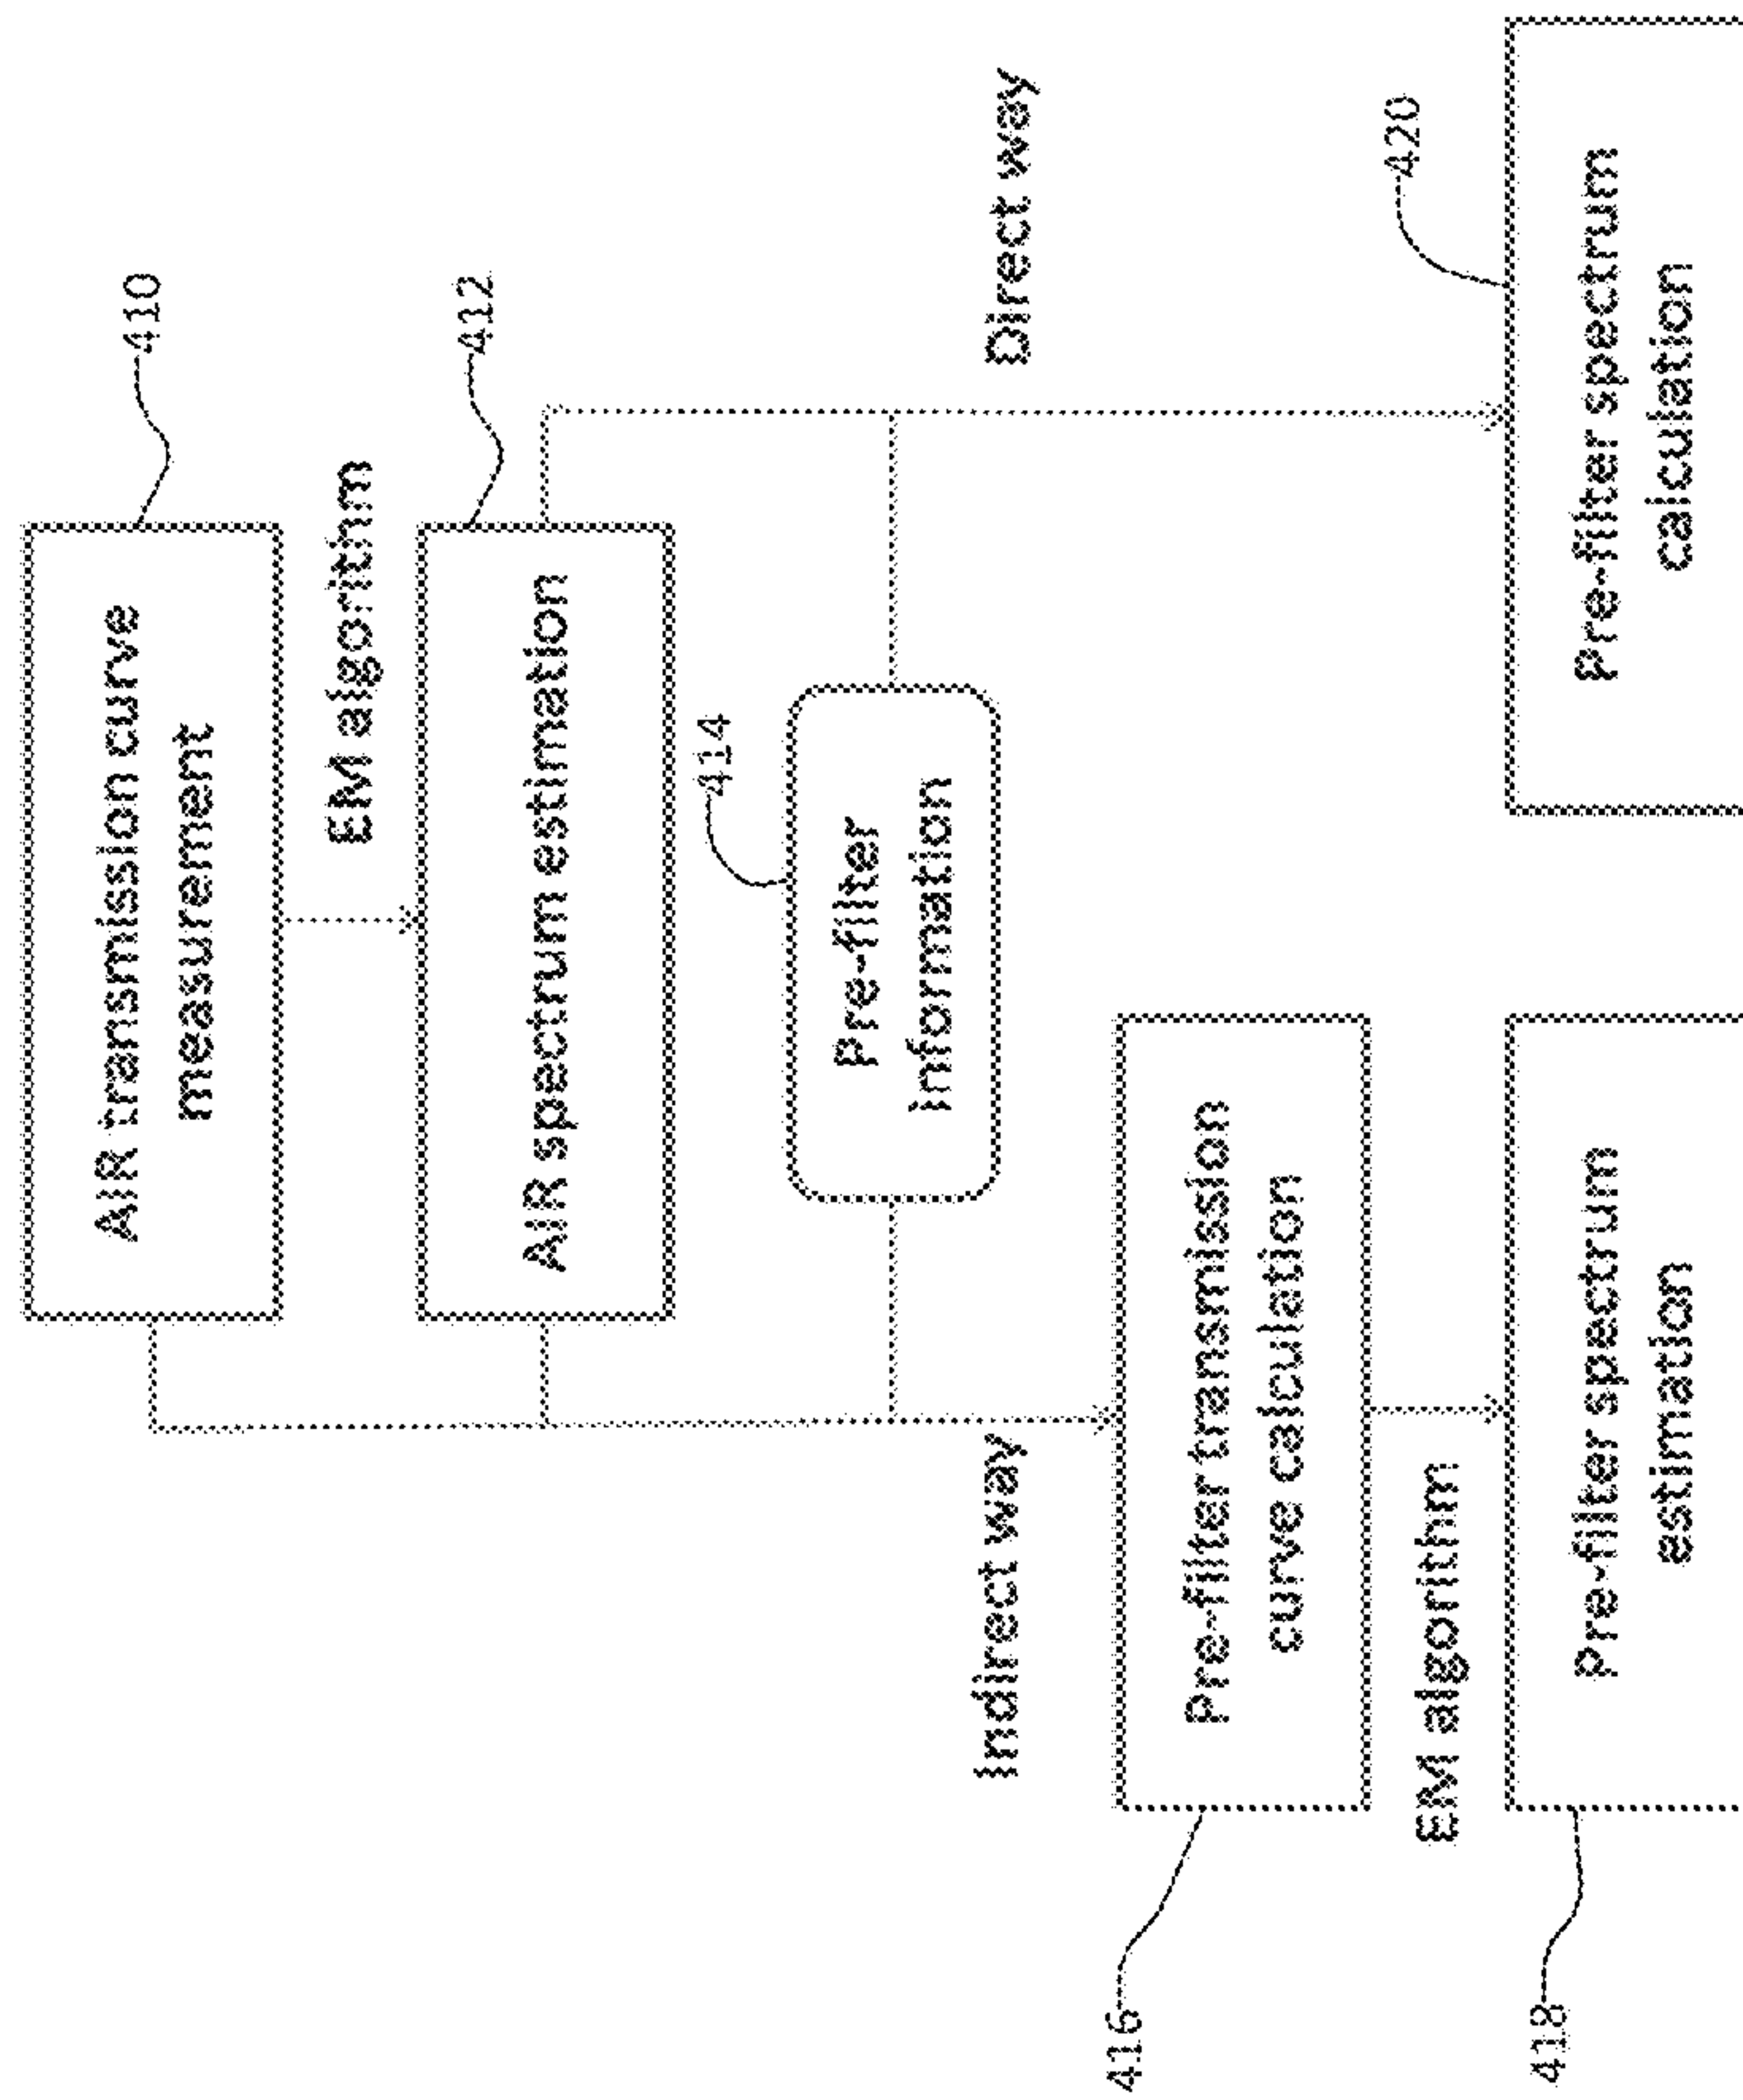 410
AIR transmission curve
measurement
EM algorithm
412
AIR spectrum estimation
414
Pre-filter
information
Indirect way
Direct way
416
Pre-filter transmission
curve calculation
EM algorithm
418
Pre-filter spectrum
estimation
420
Pre-filter spectrum
calculation